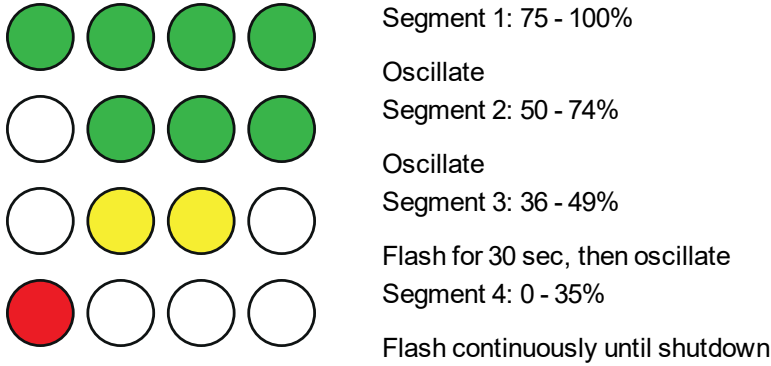 Segment 1: 75 - 100%
Oscillate
Segment 2: 50 - 74%
Oscillate
Segment 3: 36 - 49%
Flash for 30 sec, then oscillate
Segment 4: 0 - 35%
Flash continuously until shutdown